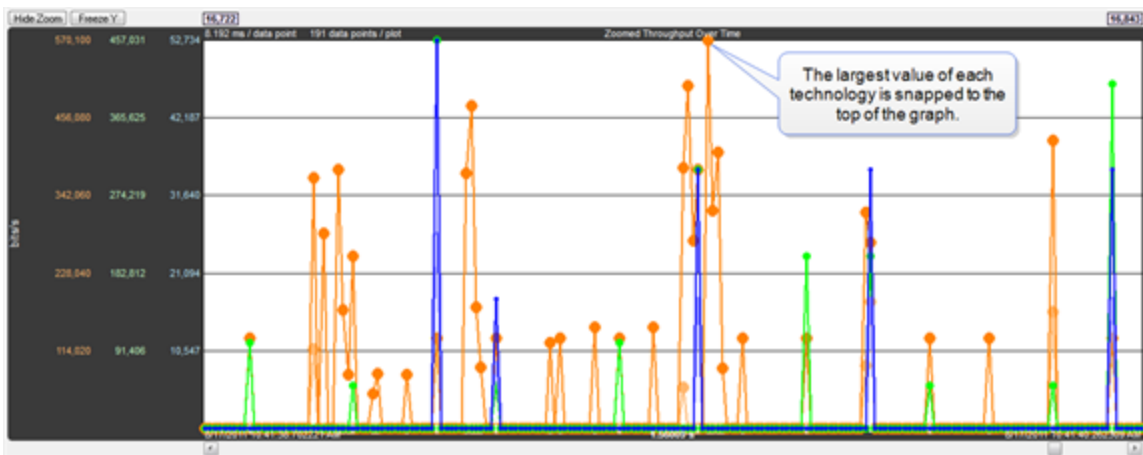 Hide Zoom Freeze Y
16,722 16,843
570,100 457,031 52,734 8.192 ms / data point 191 data points / plot Zoomed Throughput Over Time
The largest value of each
technology is snapped to the
top of the graph.
456,080 365,625 42,187
342,060 274,219 31,640
bits/s
228,040 182,812 21,094
114,020 91,406 10,547